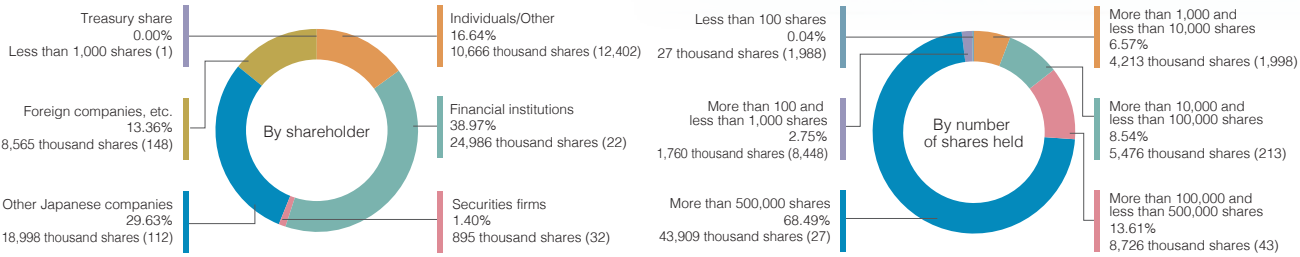 Treasury share
0.00%
Less than 1,000 shares (1)
Foreign companies, etc.
13.36%
8,565 thousand shares (148)
Other Japanese companies
29.63%
18,998 thousand shares (112)
By shareholder
Individuals/Other
16.64%
10,666 thousand shares (12,402)
Financial institutions
38.97%
24,986 thousand shares (22)
Securities firms
1.40%
895 thousand shares (32)
Less than 100 shares
0.04%
27 thousand shares (1,988)
More than 100 and
less than 1,000 shares
2.75%
1,760 thousand shares (8,448)
More than 500,000 shares
68.49%
43,909 thousand shares (27)
By number
of shares held
More than 1,000 and
less than 10,000 shares
6.57%
4,213 thousand shares (1,998)
More than 10,000 and
less than 100,000 shares
8.54%
5,476 thousand shares (213)
More than 100,000 and
less than 500,000 shares
13.61%
8,726 thousand shares (43)